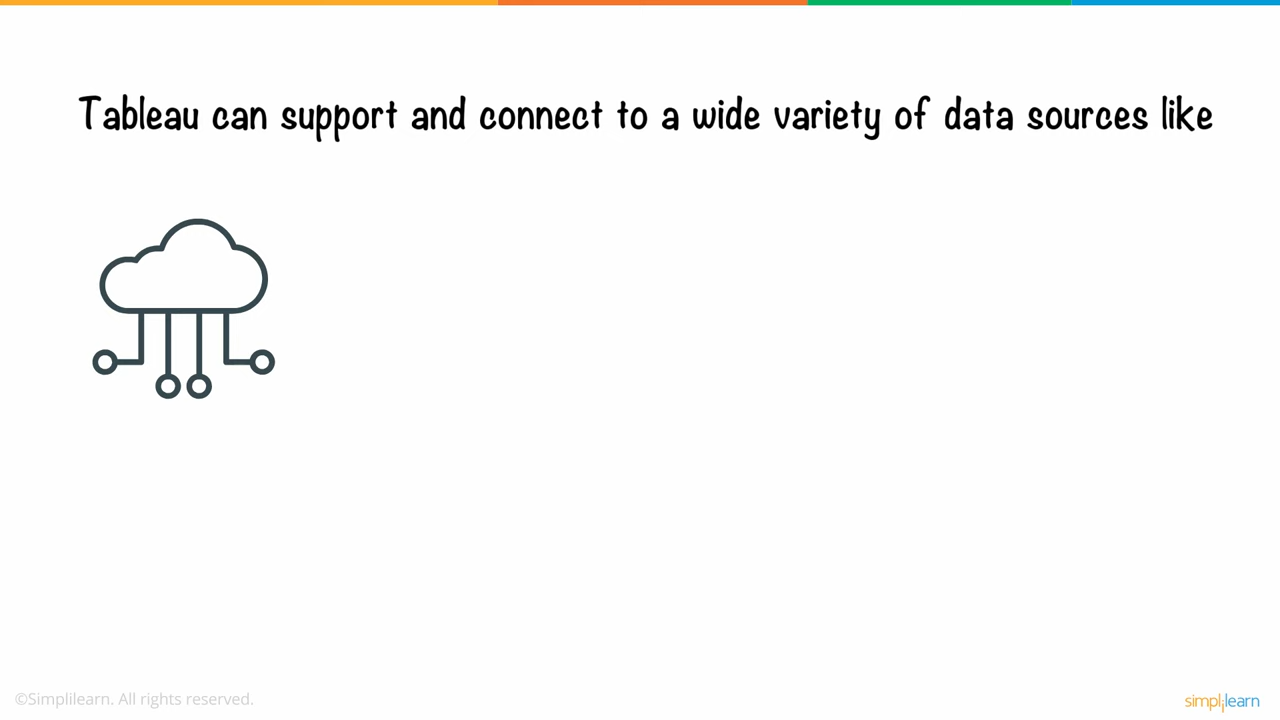 Tableau can support and connect to a wide variety of data sources like
©Simplilearn. All rights reserved.
simplilearn